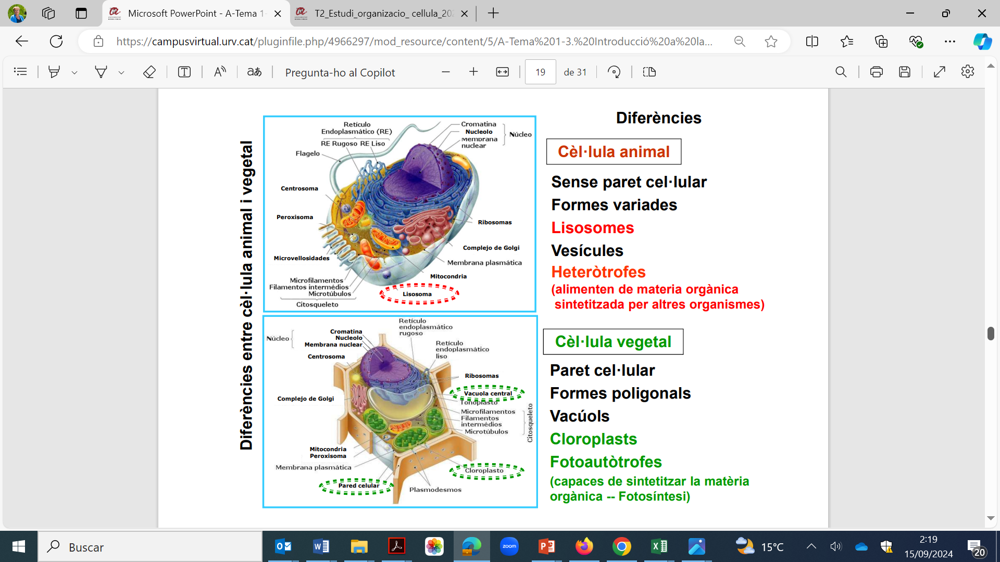 Microsoft PowerPoint - A-Tema 1-
T2_Estudi_organizacio_ cellula_202
https://campusvirtual.urv.cat/pluginfile.php/4966297/mod_resource/content/5/A-Tema%201-3.%20Introducció%20a%20la...
Pregunta-ho al Copilot
19
de 31
Diferències entre cèl·lula animal i vegetal
Retículo
Endoplasmático (RE)
RE Rugoso RE Liso
Flagelo
Cromatina
Nucleolo
Membrana
nuclear
Núcleo
Centrosoma
Peroxisoma
Microvellosidades
Ribosomas
Complejo de Golgi
Membrana plasmática
Mitocondria
Microfilamentos
Filamentos intermédios
Microtúbulos
Citosqueleto
Lisosoma
Núcleo
Cromatina
Nucleolo
Membrana nuclear
Centrosoma
Retículo
endoplasmático
rugoso
Retículo
endoplasmático
liso
Ribosomas
Vacuola central
Tonoplasto
Complejo de Golgi
Microfilamentos
Filamentos
intermédios
Microtúbulos
Citosqueleto
Mitocondria
Peroxisoma
Membrana plasmática
Pared celular
Cloroplasto
Plasmodesmos
Diferències
Cèl·lula animal
Sense paret cel·lular
Formes variades
Lisosomes
Vesícules
Heteròtrofes
(alimenten de materia orgànica
sintetitzada per altres organismes)
Cèl·lula vegetal
Paret cel·lular
Formes poligonals
Vacúols
Cloroplasts
Fotoautòtrofes
(capaces de sintetitzar la matèria
orgànica -- Fotosíntesi)
Buscar
zoom
15°C
2:19
15/09/2024
20